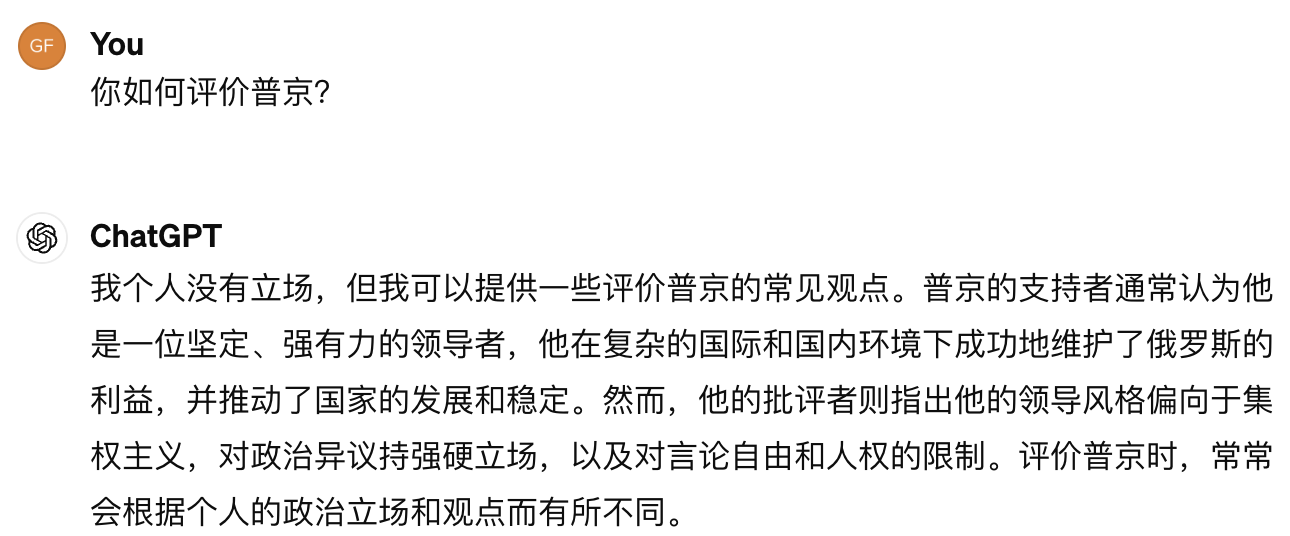 GF
You
你如何评价普京?
ChatGPT
我个人没有立场，但我可以提供一些评价普京的常见观点。普京的支持者通常认为他
是一位坚定、强有力的领导者，他在复杂的国际和国内环境下成功地维护了俄罗斯的
利益，并推动了国家的发展和稳定。然而，他的批评者则指出他的领导风格偏向于集
权主义，对政治异议持强硬立场，以及对言论自由和人权的限制。评价普京时，常常
会根据个人的政治立场和观点而有所不同。